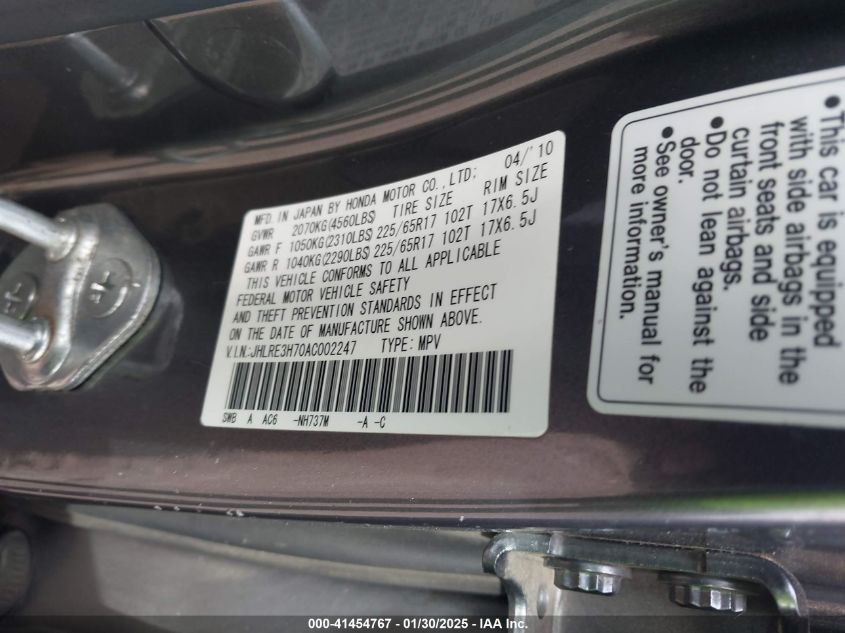 MFD IN JAPAN BY HONDA MOTOR CO.,LTD: 04/'10
GVWR 2070KG(4560LBS) TIRE SIZE RIM SIZE
GAWR F 1050KG(2310LBS) 225/65R17 102T 17X6.5J
GAWR R 1040KG(2290LBS) 225/65R17 102T 17X6.5J
THIS VEHICLE CONFORMS TO ALL APPLICABLE
FEDERAL MOTOR VEHICLE SAFETY
AND THEFT PREVENTION STANDARDS IN EFFECT
ON THE DATE OF MANUFACTURE SHOWN ABOVE.
V.I.N.:JHLRE3H70AC002247 TYPE: MPV
SWB A AC6 -NH737M -A -C
•This car is equipped
with side airbags in the
front seats and side
curtain airbags.
•Do not lean against the
door.
•See owner's manual for
more information.
000-41454767 - 01/30/2025 - IAA Inc.